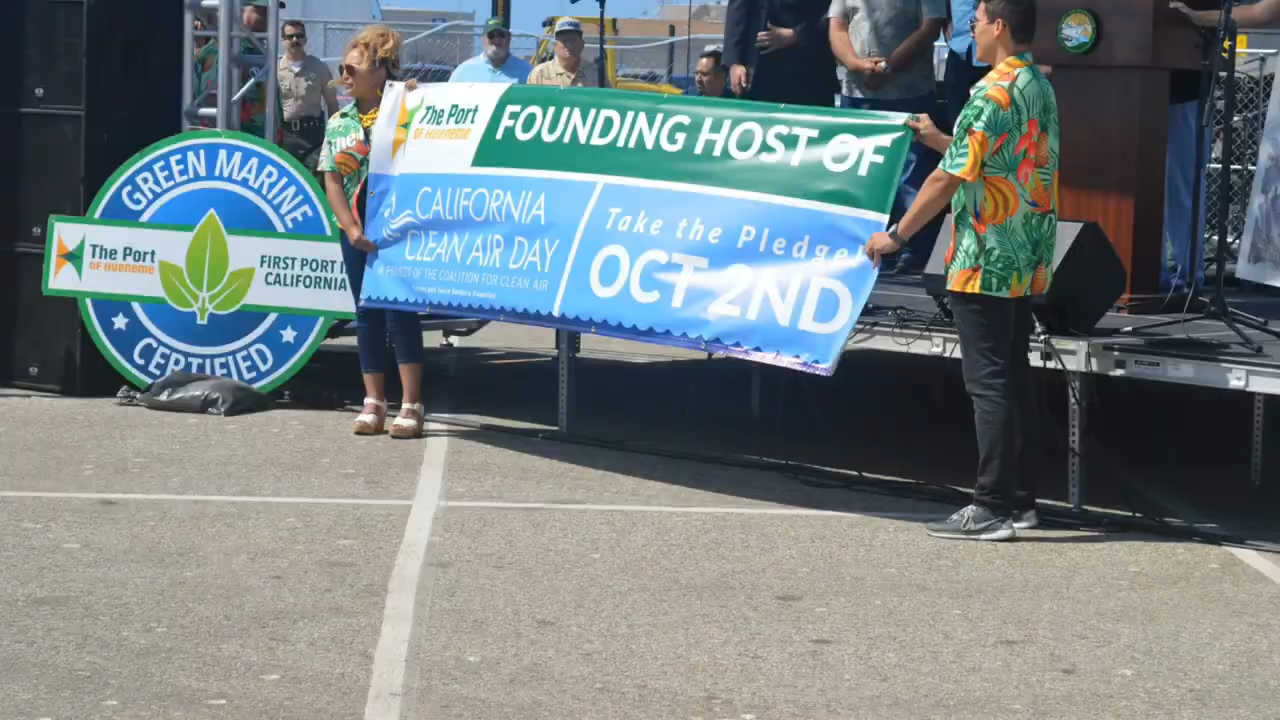 GREEN MARINE
The Port
OF HUENEME
FIRST PORT I
CALIFORNIA
CERTIFIED
The Port
OF HUENEME
FOUNDING HOST OF
CALIFORNIA
CLEAN AIR DAY
A PROJECT OF THE COALITION FOR CLEAN AIR
Take the Pledge!
OCT 2ND